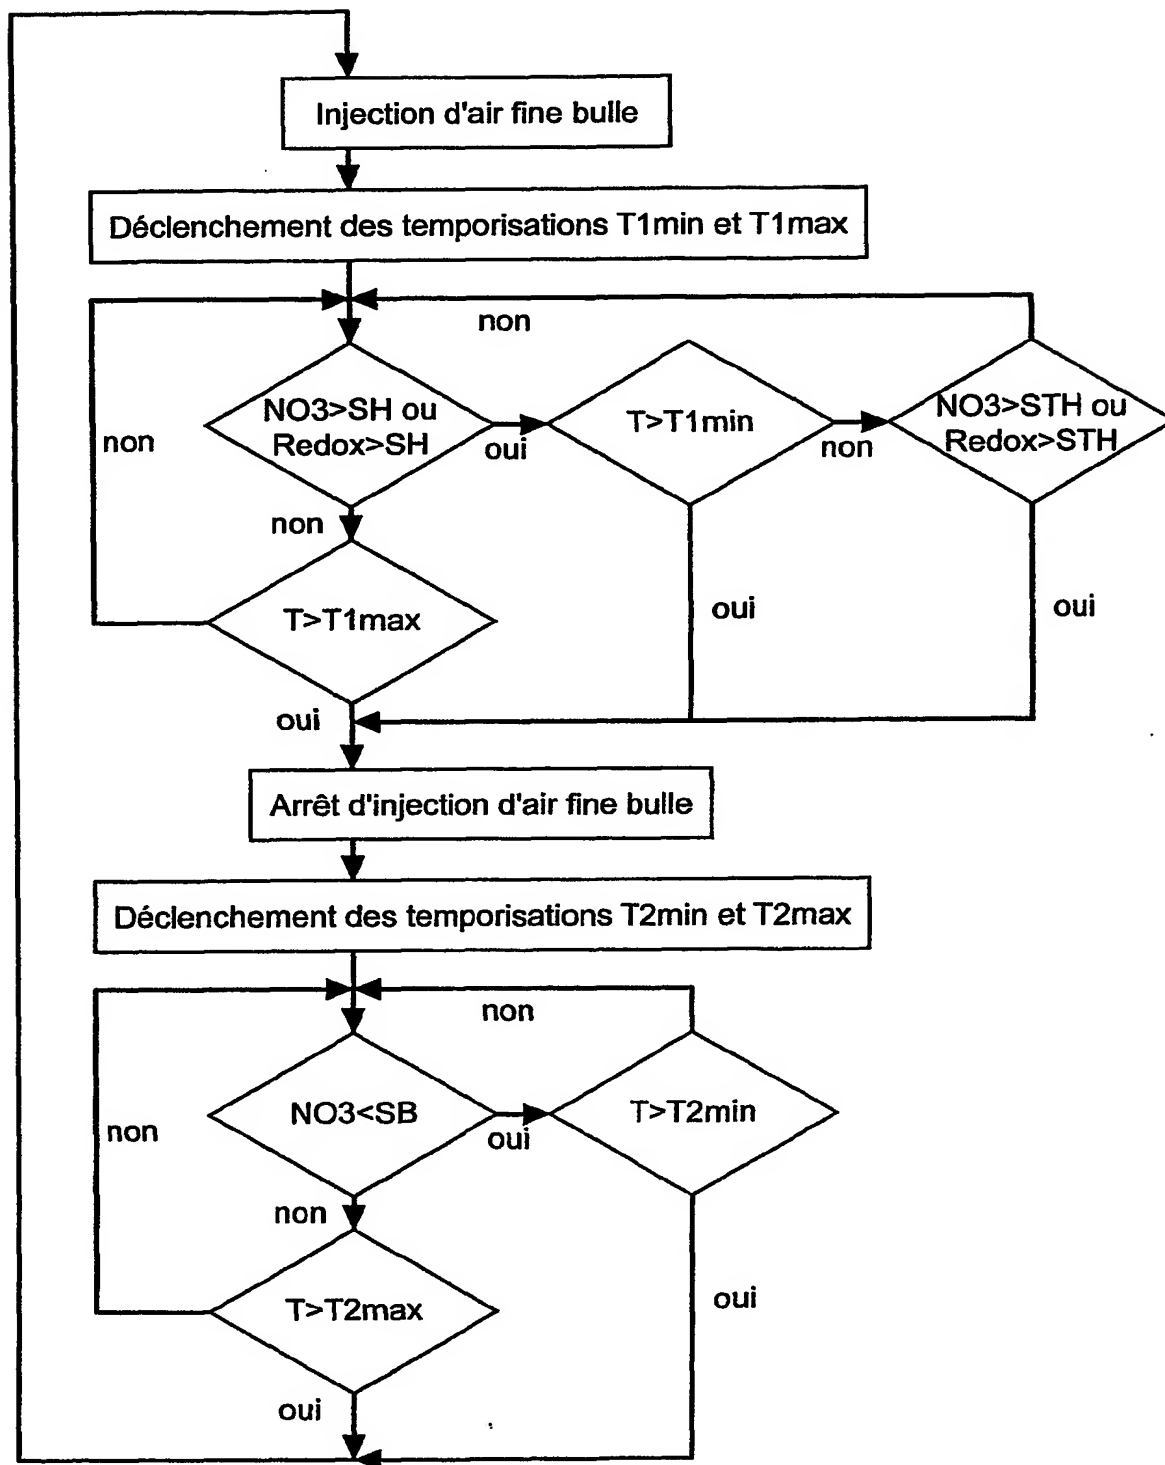 Injection d'air fine bulle
Déclenchement des temporisations T1min et T1max
non
NO3>SH ou
Redox>SH
oui
T>T1min
non
NO3>STH ou
Redox>STH
non
non
T>T1max
oui
oui
oui
Arrêt d'injection d'air fine bulle
Déclenchement des temporisations T2min et T2max
non
NO3<SB
oui
T>T2min
non
non
T>T2max
oui
oui